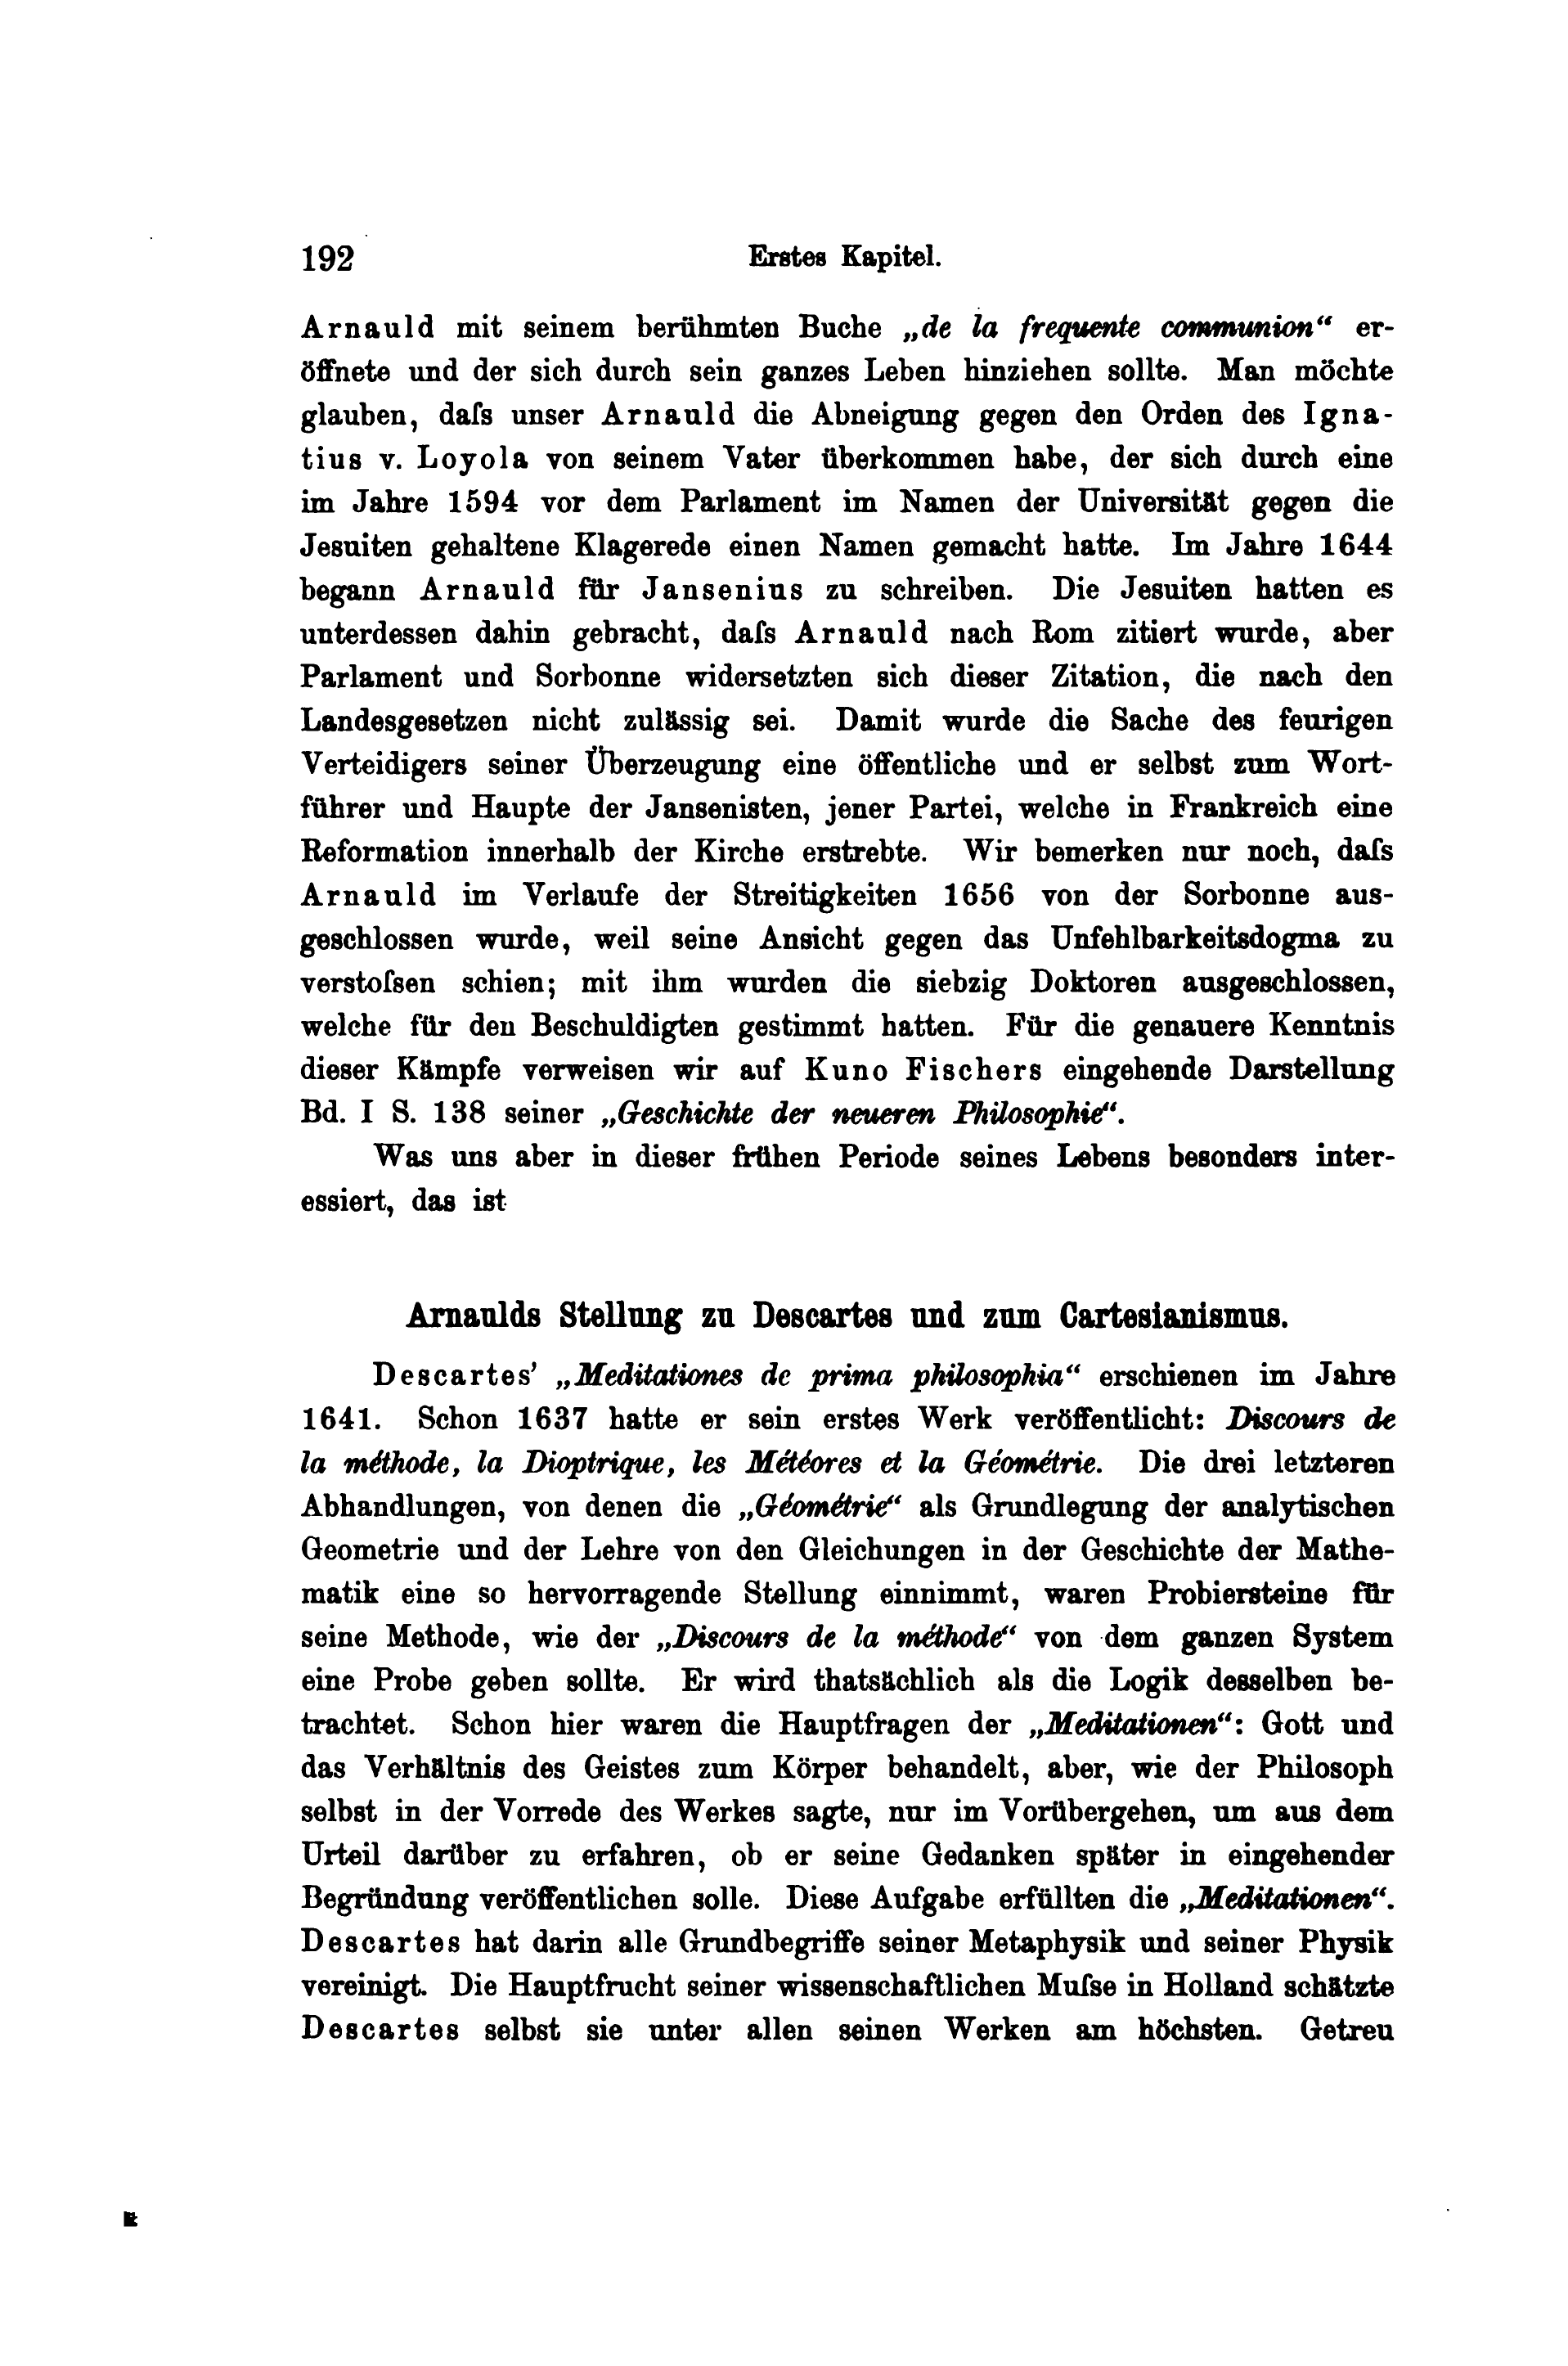 192
Erstes Kapitel.
Arnauld mit seinem berühmten Buche „de la frequente communion“ er-
öffnete und der sich durch sein ganzes Leben hinziehen sollte. Man möchte
glauben, daſs unser Arnauld die Abneigung gegen den Orden des Igna-
tius v. Loyola von seinem Vater überkommen habe, der sich durch eine
im Jahre 1594 vor dem Parlament im Namen der Universität gegen die
Jesuiten gehaltene Klagerede einen Namen gemacht hatte. Im Jahre 1644
begann Arnauld für Jansenius zu schreiben. Die Jesuiten hatten es
unterdessen dahin gebracht, daſs Arnauld nach Rom zitiert wurde, aber
Parlament und Sorbonne widersetzten sich dieser Zitation, die nach den
Landesgesetzen nicht zulässig sei. Damit wurde die Sache des feurigen
Verteidigers seiner Überzeugung eine öffentliche und er selbst zum Wort-
führer und Haupte der Jansenisten, jener Partei, welche in Frankreich eine
Reformation innerhalb der Kirche erstrebte. Wir bemerken nur noch, daſs
Arnauld im Verlaufe der Streitigkeiten 1656 von der Sorbonne aus-
geschlossen wurde, weil seine Ansicht gegen das Unfehlbarkeitsdogma zu
verstoſsen schien; mit ihm wurden die siebzig Doktoren ausgeschlossen,
welche für den Beschuldigten gestimmt hatten. Für die genauere Kenntnis
dieser Kämpfe verweisen wir auf Kuno Fischers eingehende Darstellung
Bd. I S. 138 seiner „Geschichte der neueren Philosophie“.
Was uns aber in dieser frühen Periode seines Lebens besonders inter-
essiert, das ist
Arnaulds Stellung zu Descartes und zum Cartesianismus.
Descartes’ „Meditationes de prima philosophia“ erschienen im Jahre
1641. Schon 1637 hatte er sein erstes Werk veröffentlicht: Discours de
la méthode, la Dioptrique, les Météores et la Géométrie. Die drei letzteren
Abhandlungen, von denen die „Géométrie“ als Grundlegung der analytischen
Geometrie und der Lehre von den Gleichungen in der Geschichte der Mathe-
matik eine so hervorragende Stellung einnimmt, waren Probiersteine für
seine Methode, wie der „Discours de la méthode“ von dem ganzen System
eine Probe geben sollte. Er wird thatsächlich als die Logik desselben be-
trachtet. Schon hier waren die Hauptfragen der „Meditationen“: Gott und
das Verhältnis des Geistes zum Körper behandelt, aber, wie der Philosoph
selbst in der Vorrede des Werkes sagte, nur im Vorübergehen, um aus dem
Urteil darüber zu erfahren, ob er seine Gedanken später in eingehender
Begründung veröffentlichen solle. Diese Aufgabe erfüllten die „Meditationen“.
Descartes hat darin alle Grundbegriffe seiner Metaphysik und seiner Physik
vereinigt. Die Hauptfrucht seiner wissenschaftlichen Muſse in Holland schätzte
Descartes selbst sie unter allen seinen Werken am höchsten. Getreu